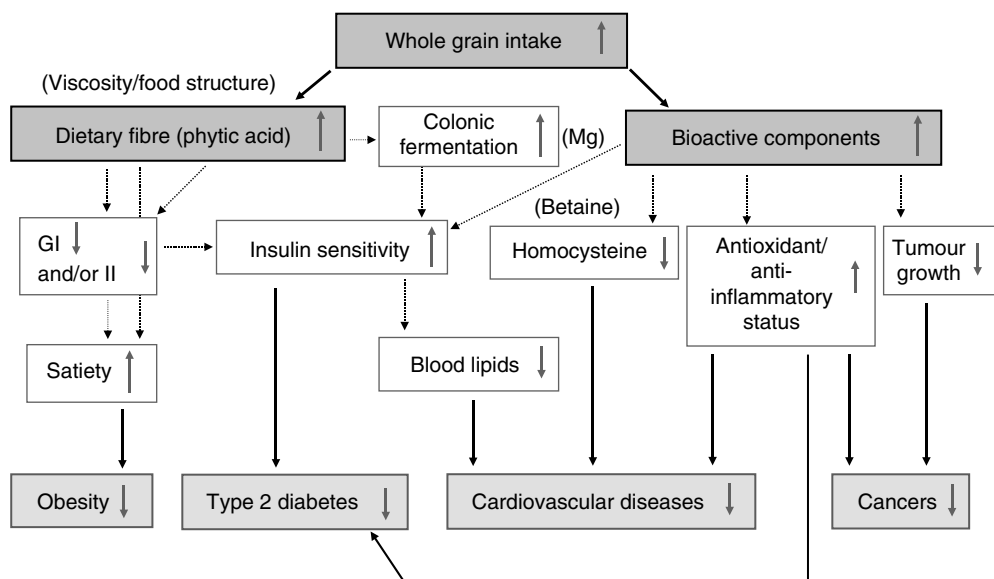 Whole grain intake
(Viscosity/food structure)
Dietary fibre (phytic acid)
Colonic
fermentation
(Mg)
Bioactive components
GI
and/or II
Insulin sensitivity
(Betaine)
Homocysteine
Antioxidant/
anti-
inflammatory
status
Tumour
growth
Satiety
Blood lipids
Obesity
Type 2 diabetes
Cardiovascular diseases
Cancers